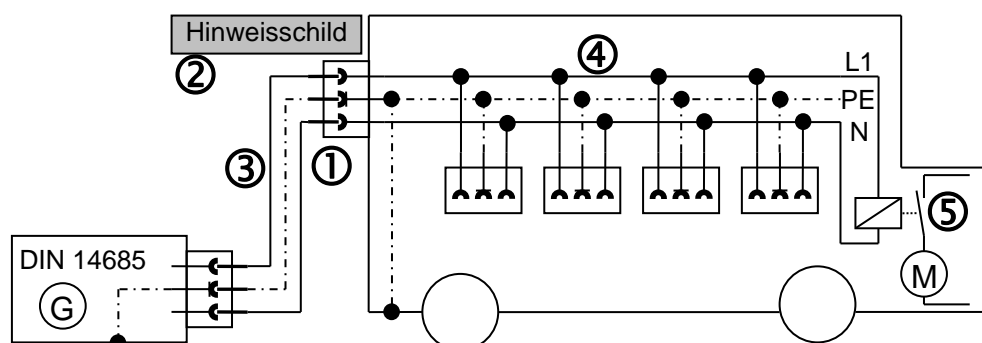 Hinweisschild
②
④
L1
PE
N
③
①
⑤
DIN 14685
G
M